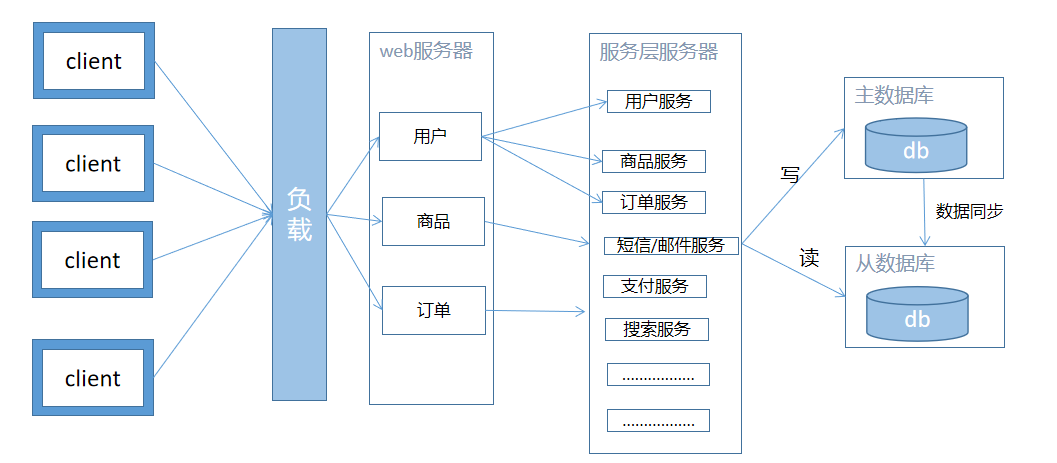 client
client
client
client
负
载
web服务器
用户
商品
订单
服务层服务器
用户服务
商品服务
订单服务
短信/邮件服务
支付服务
搜索服务
.................
.................
写
读
主数据库
db
数据同步
从数据库
db